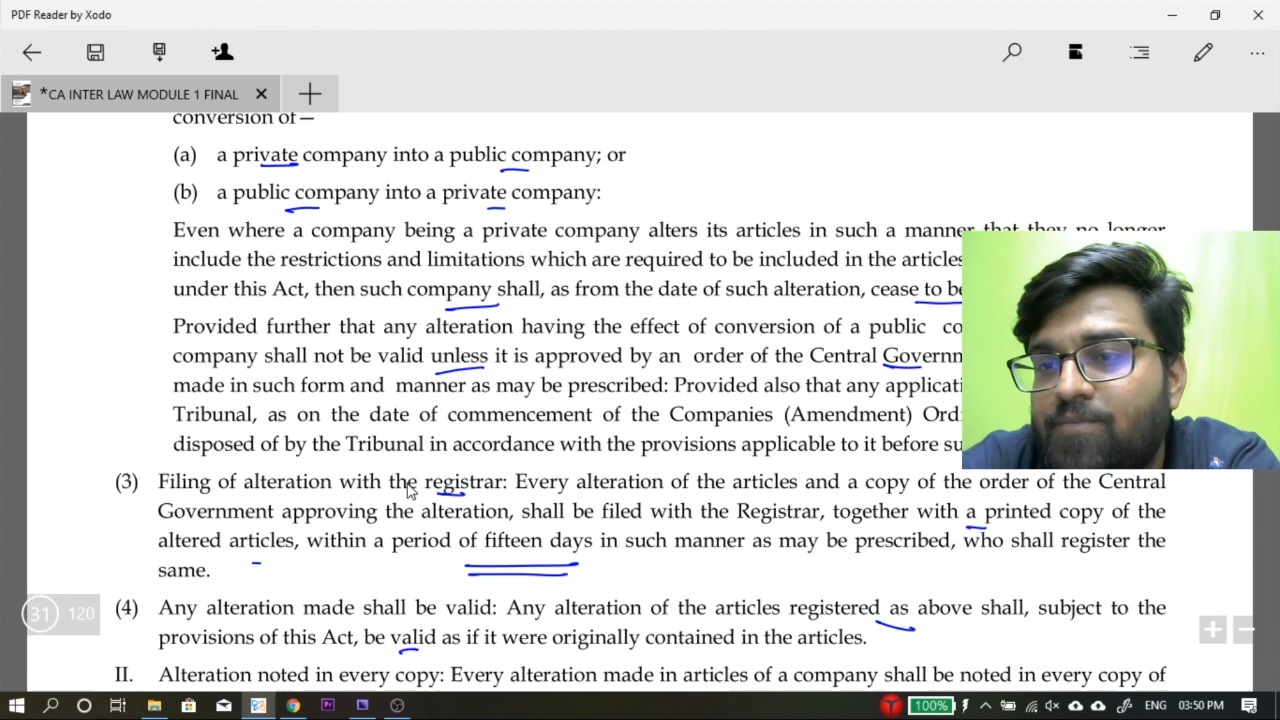 PDF Reader by Xodo
*CA INTER LAW MODULE 1 FINAL
conversion of—
(a) a private company into a public company; or
(b) a public company into a private company:
Even where a company being a private company alters its articles in such a manner that they no longer
include the restrictions and limitations which are required to be included in the articles
under this Act, then such company shall, as from the date of such alteration, cease to be
Provided further that any alteration having the effect of conversion of a public co
company shall not be valid unless it is approved by an order of the Central Governm
made in such form and manner as may be prescribed: Provided also that any applicati
Tribunal, as on the date of commencement of the Companies (Amendment) Ord
disposed of by the Tribunal in accordance with the provisions applicable to it before su
(3) Filing of alteration with the registrar: Every alteration of the articles and a copy of the order of the Central
Government approving the alteration, shall be filed with the Registrar, together with a printed copy of the
altered articles, within a period of fifteen days in such manner as may be prescribed, who shall register the
same.
31 120
(4) Any alteration made shall be valid: Any alteration of the articles registered as above shall, subject to the
provisions of this Act, be valid as if it were originally contained in the articles.
II. Alteration noted in every copy: Every alteration made in articles of a company shall be noted in every copy of
100% ENG 03:50 PM